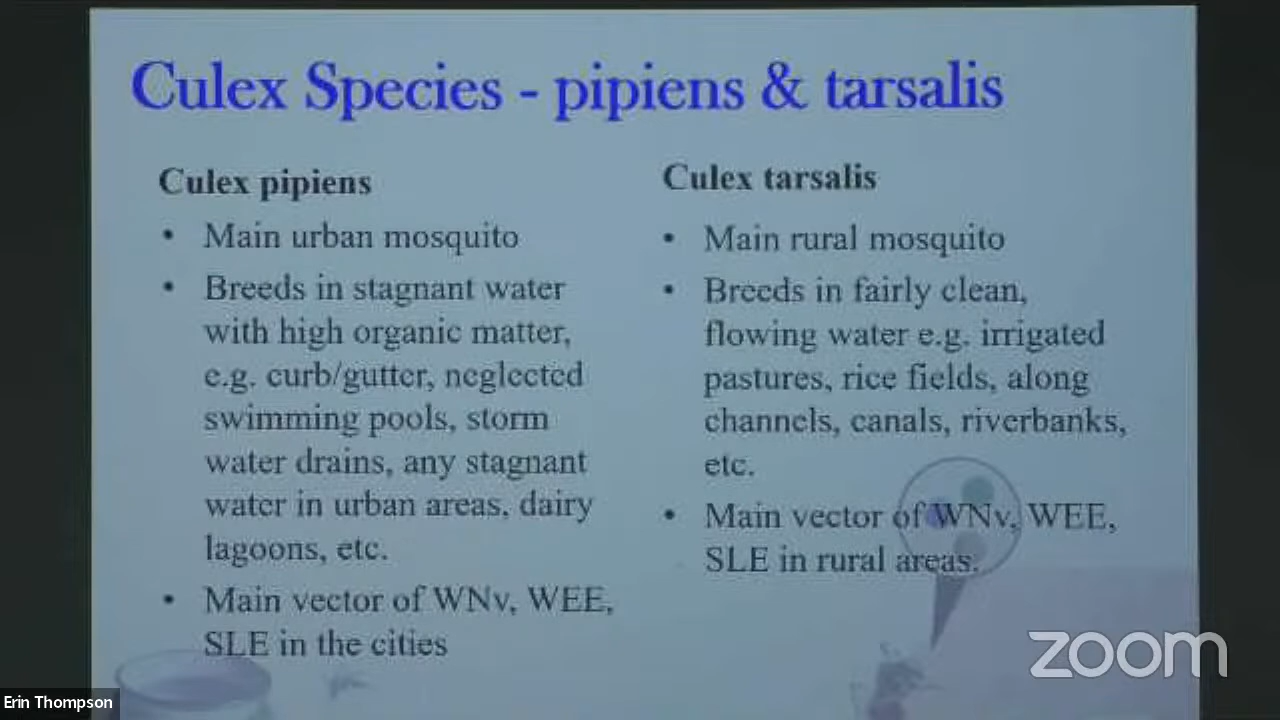 Culex Species - pipiens & tarsalis
Culex pipiens
• Main urban mosquito
• Breeds in stagnant water
with high organic matter,
e.g. curb/gutter, neglected
swimming pools, storm
water drains, any stagnant
water in urban areas, dairy
lagoons, etc.
• Main vector of WNv, WEE,
SLE in the cities
Culex tarsalis
• Main rural mosquito
• Breeds in fairly clean,
flowing water e.g. irrigated
pastures, rice fields, along
channels, canals, riverbanks,
etc.
• Main vector of WNv, WEE,
SLE in rural areas.
zoom
Erin Thompson